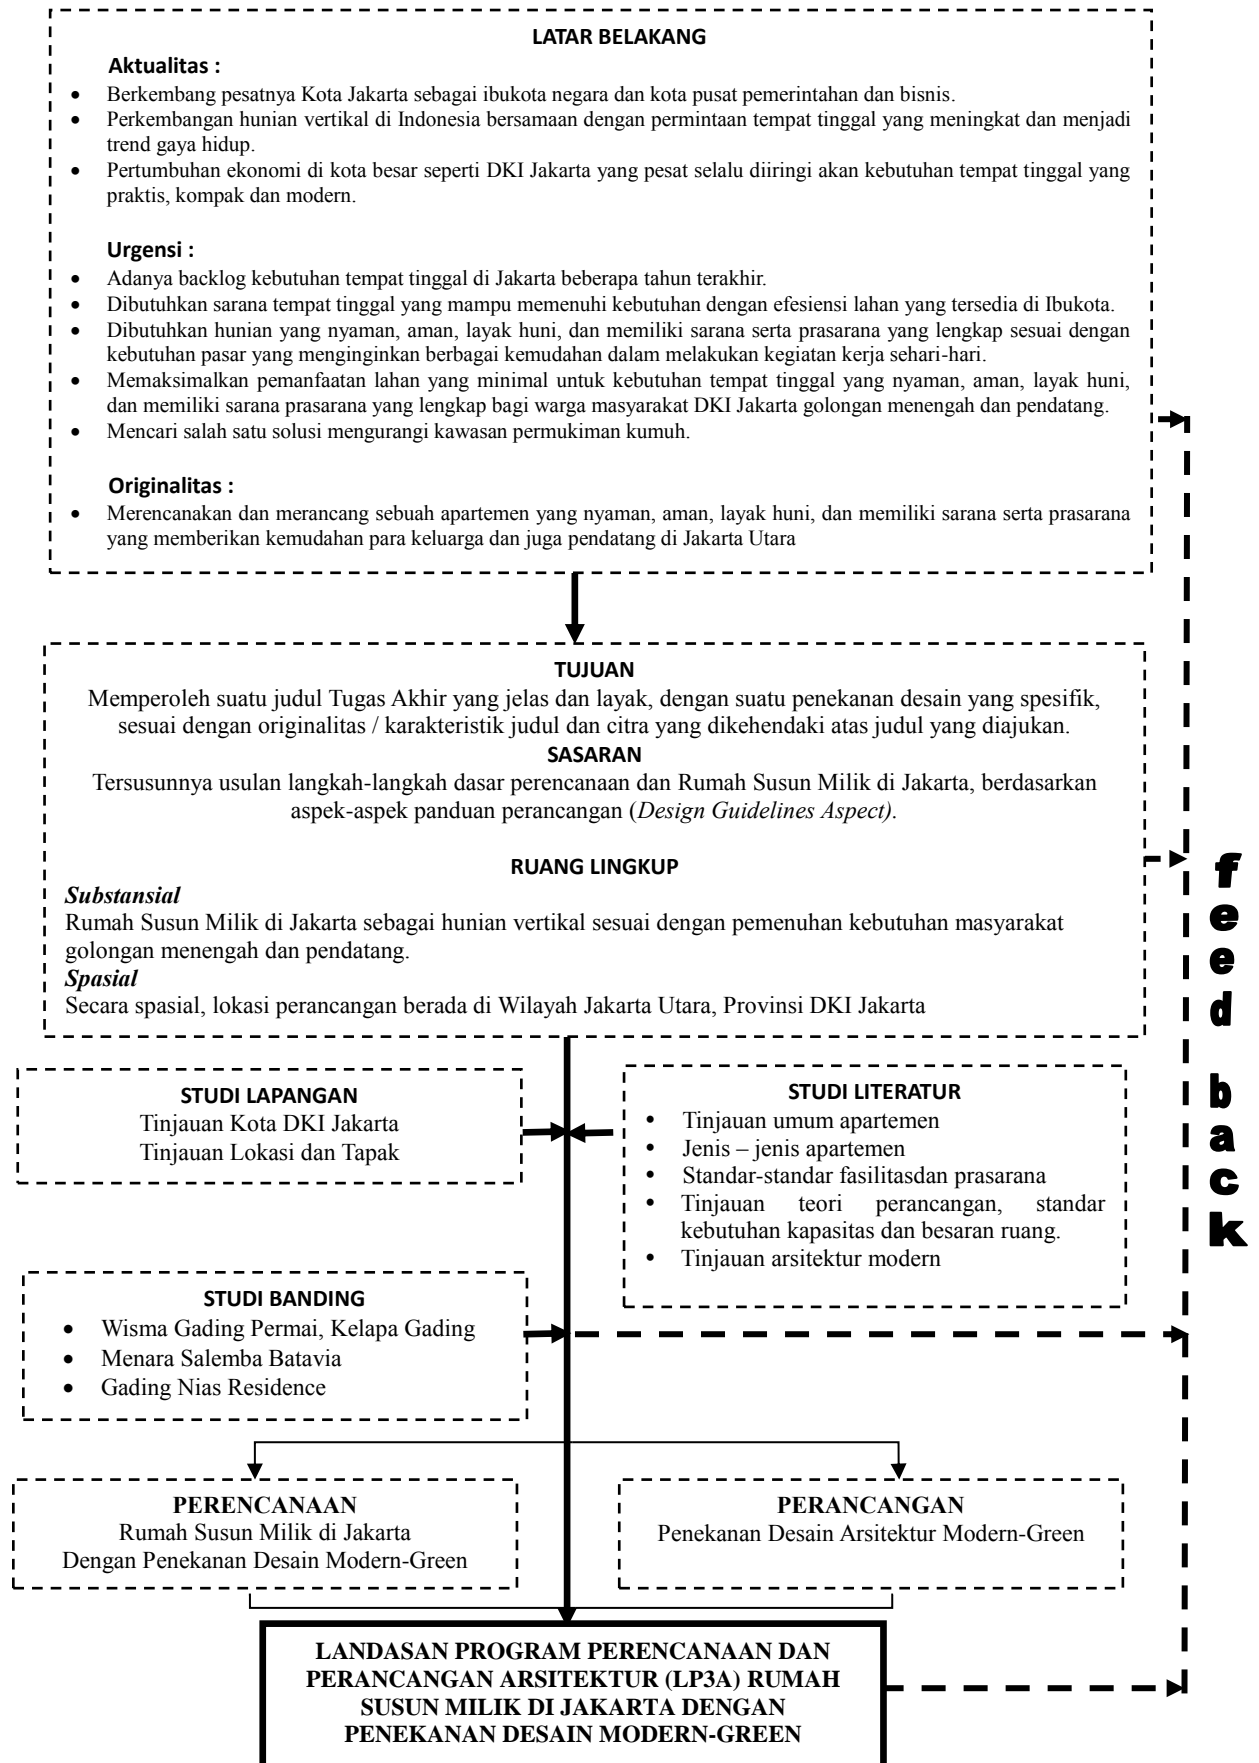 LATAR BELAKANG
Aktualitas :
• Berkembang pesatnya Kota Jakarta sebagai ibukota negara dan kota pusat pemerintahan dan bisnis.
• Perkembangan hunian vertikal di Indonesia bersamaan dengan permintaan tempat tinggal yang meningkat dan menjadi
trend gaya hidup.
• Pertumbuhan ekonomi di kota besar seperti DKI Jakarta yang pesat selalu diiringi akan kebutuhan tempat tinggal yang
praktis, kompak dan modern.
Urgensi :
• Adanya backlog kebutuhan tempat tinggal di Jakarta beberapa tahun terakhir.
• Dibutuhkan sarana tempat tinggal yang mampu memenuhi kebutuhan dengan efesiensi lahan yang tersedia di Ibukota.
• Dibutuhkan hunian yang nyaman, aman, layak huni, dan memiliki sarana serta prasarana yang lengkap sesuai dengan
kebutuhan pasar yang menginginkan berbagai kemudahan dalam melakukan kegiatan kerja sehari-hari.
• Memaksimalkan pemanfaatan lahan yang minimal untuk kebutuhan tempat tinggal yang nyaman, aman, layak huni,
dan memiliki sarana prasarana yang lengkap bagi warga masyarakat DKI Jakarta golongan menengah dan pendatang.
• Mencari salah satu solusi mengurangi kawasan permukiman kumuh.
Originalitas :
• Merencanakan dan merancang sebuah apartemen yang nyaman, aman, layak huni, dan memiliki sarana serta prasarana
yang memberikan kemudahan para keluarga dan juga pendatang di Jakarta Utara
TUJUAN
Memperoleh suatu judul Tugas Akhir yang jelas dan layak, dengan suatu penekanan desain yang spesifik,
sesuai dengan originalitas / karakteristik judul dan citra yang dikehendaki atas judul yang diajukan.
SASARAN
Tersusunnya usulan langkah-langkah dasar perencanaan dan Rumah Susun Milik di Jakarta, berdasarkan
aspek-aspek panduan perancangan (Design Guidelines Aspect).
RUANG LINGKUP
Substansial
Rumah Susun Milik di Jakarta sebagai hunian vertikal sesuai dengan pemenuhan kebutuhan masyarakat
golongan menengah dan pendatang.
Spasial
Secara spasial, lokasi perancangan berada di Wilayah Jakarta Utara, Provinsi DKI Jakarta
feed back
STUDI LAPANGAN
Tinjauan Kota DKI Jakarta
Tinjauan Lokasi dan Tapak
STUDI LITERATUR
• Tinjauan umum apartemen
• Jenis – jenis apartemen
• Standar-standar fasilitasdan prasarana
• Tinjauan teori perancangan, standar
kebutuhan kapasitas dan besaran ruang.
• Tinjauan arsitektur modern
STUDI BANDING
• Wisma Gading Permai, Kelapa Gading
• Menara Salemba Batavia
• Gading Nias Residence
PERENCANAAN
Rumah Susun Milik di Jakarta
Dengan Penekanan Desain Modern-Green
PERANCANGAN
Penekanan Desain Arsitektur Modern-Green
LANDASAN PROGRAM PERENCANAAN DAN
PERANCANGAN ARSITEKTUR (LP3A) RUMAH
SUSUN MILIK DI JAKARTA DENGAN
PENEKANAN DESAIN MODERN-GREEN